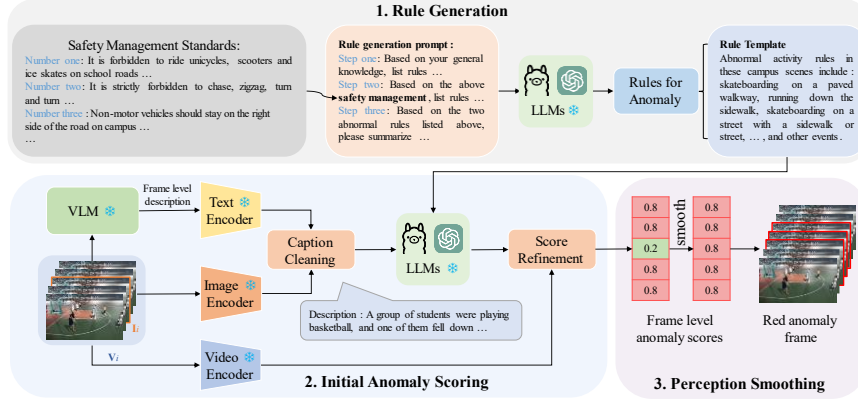 1. Rule Generation
Safety Management Standards:
Number one: It is forbidden to ride unicycles, scooters and
ice skates on school roads …
Number two: It is strictly forbidden to chase, zigzag, turn
and turn …
Number three : Non-motor vehicles should stay on the right
side of the road on campus …
…
Rule generation prompt :
Step one: Based on your general
knowledge, list rules …
Step two: Based on the above
safety management, list rules …
Step three: Based on the two
abnormal rules listed above,
please summarize …
LLMs
Rules for
Anomaly
Rule Template
Abnormal activity rules in
these campus scenes include :
skateboarding on a paved
walkway, running down the
sidewalk, skateboarding on a
street with a sidewalk or
street, … , and other events .
VLM
Frame level
description
Text
Encoder
Image
Encoder
Video
Encoder
Ii
Vi
Caption
Cleaning
LLMs
Score
Refinement
Description : A group of students were playing
basketball, and one of them fell down …
2. Initial Anomaly Scoring
0.8
0.8
0.2
0.8
0.8
smooth
0.8
0.8
0.8
0.8
0.8
Frame level
anomaly scores
Red anomaly
frame
3. Perception Smoothing